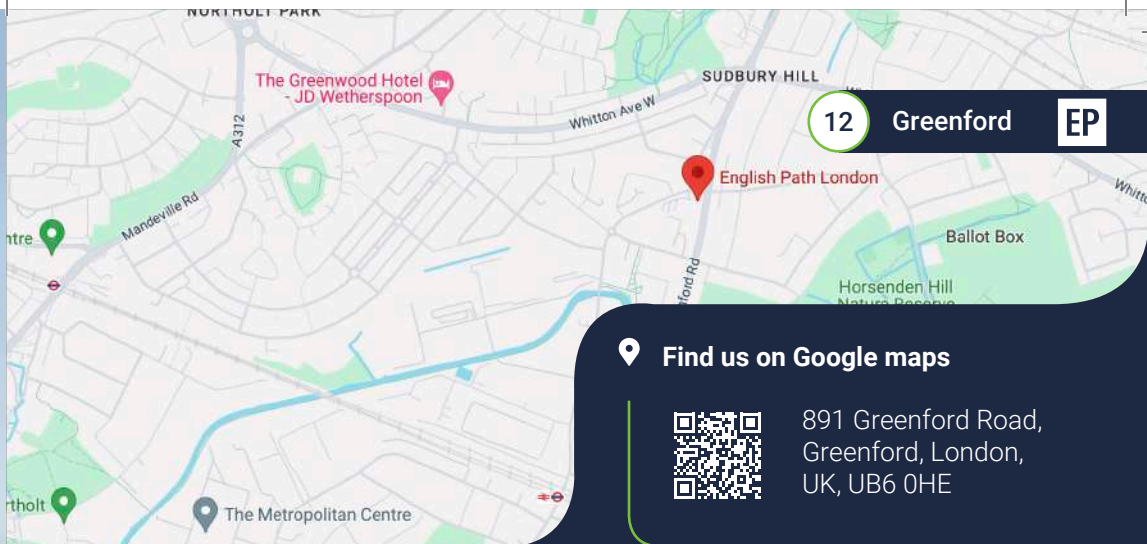 NORTHOLT PARK
The Greenwood Hotel
- JD Wetherspoon
A312
Whitton Ave W
SUDBURY HILL
12
Greenford
EP
English Path London
Mandeville Rd
Ballot Box
Horsenden Hill
Nature Reserve
Find us on Google maps
891 Greenford Road,
Greenford, London,
UK, UB6 0HE
The Metropolitan Centre